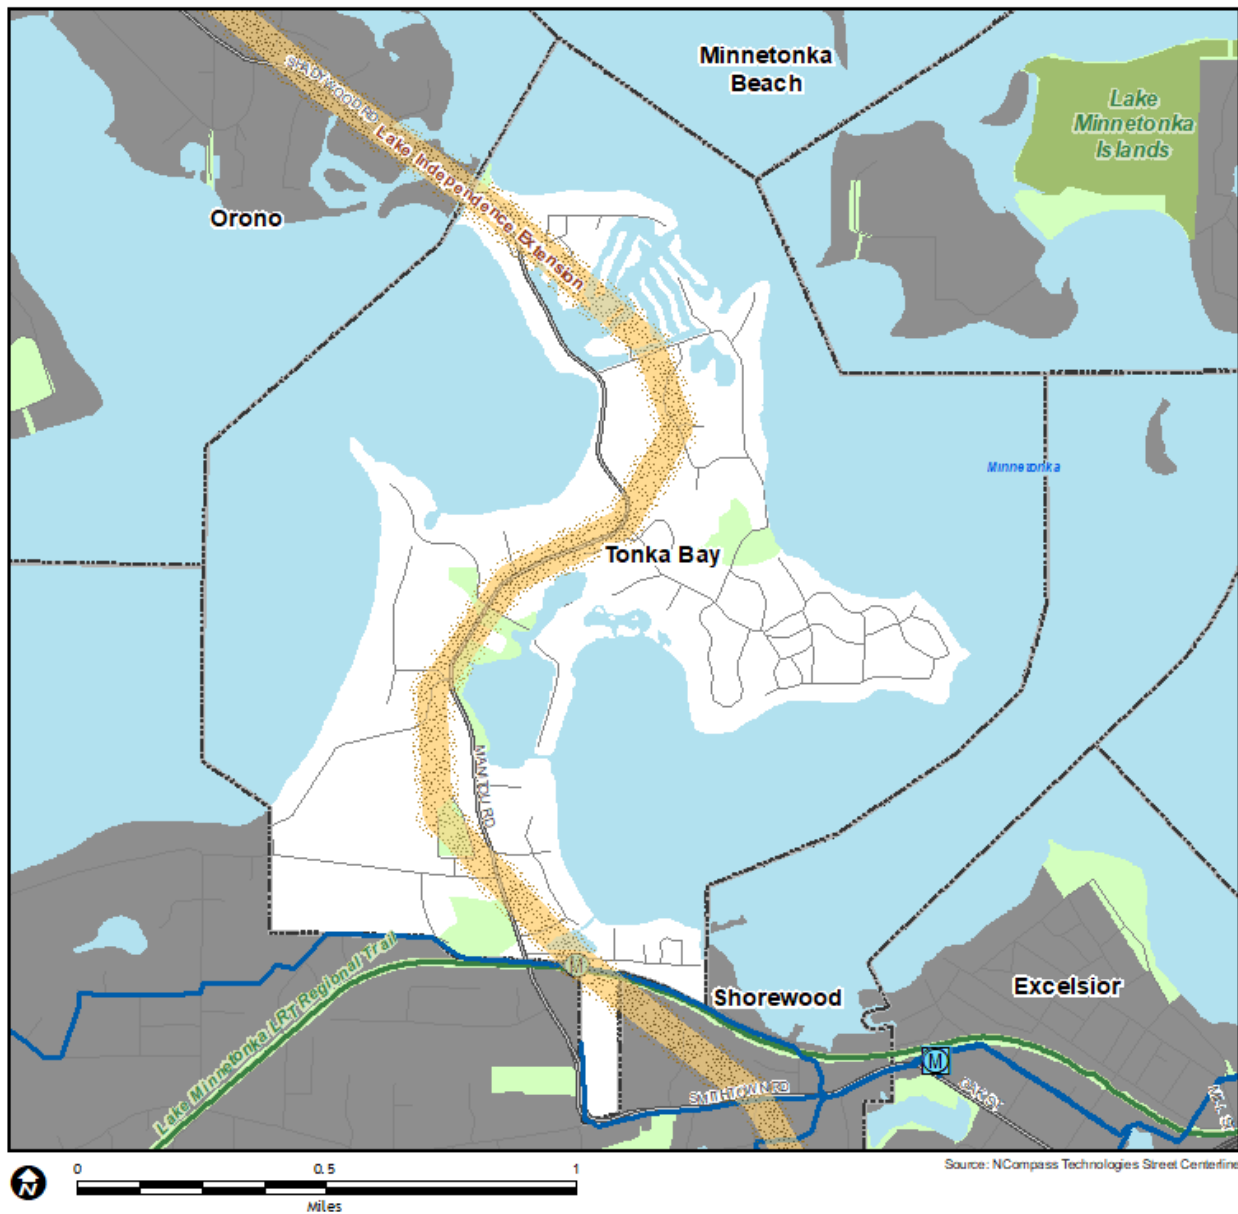 Minnetonka
Beach
Lake
Minnetonka
Islands
SHADYWOOD RD
Lake Independence Extension
Orono
Minnetonka
Tonka Bay
MANITOU RD
Lake Minnetonka LRT Regional Trail
M
Shorewood
Excelsior
M
SMITHTOWN RD
N
0
0.5
1
Miles
Source: NCompass Technologies Street Centerline